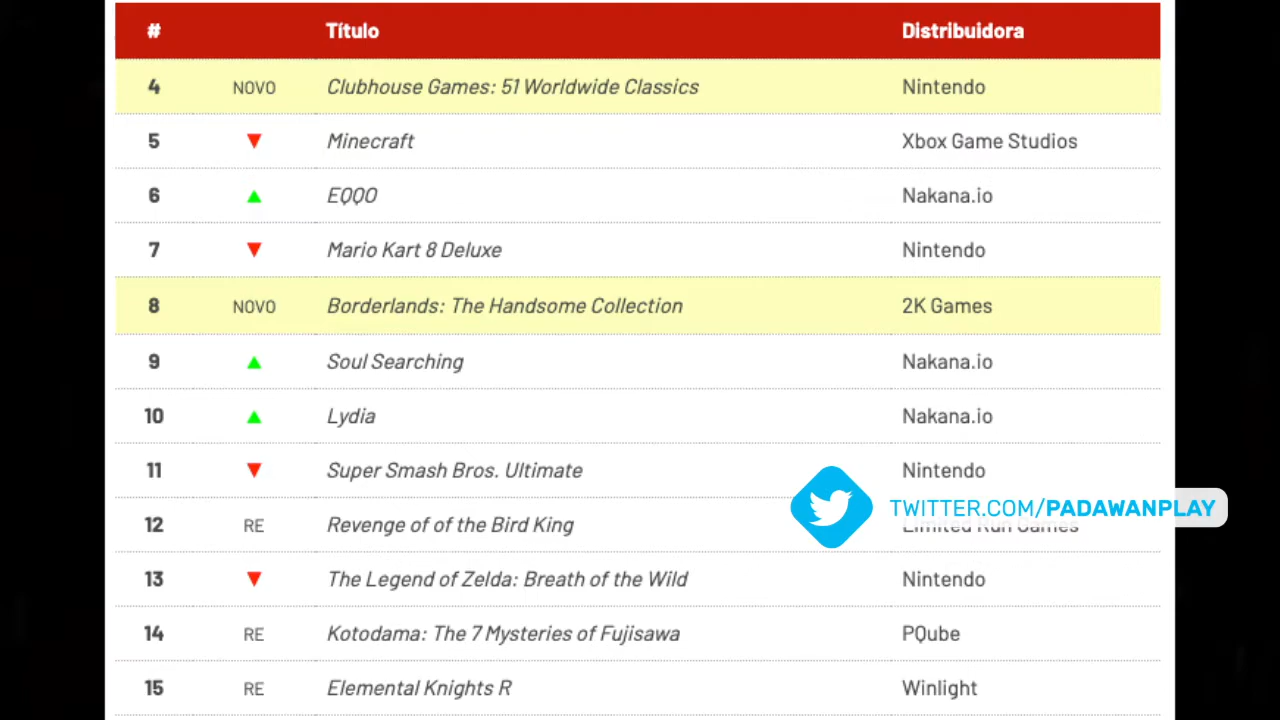 # Título Distribuidora
4 NOVO Clubhouse Games: 51 Worldwide Classics Nintendo
5 ▼ Minecraft Xbox Game Studios
6 ▲ EQQO Nakana.io
7 ▼ Mario Kart 8 Deluxe Nintendo
8 NOVO Borderlands: The Handsome Collection 2K Games
9 ▲ Soul Searching Nakana.io
10 ▲ Lydia Nakana.io
11 ▼ Super Smash Bros. Ultimate Nintendo
TWITTER.COM/PADAWANPLAY
12 RE Revenge of of the Bird King Limited Run Games
13 ▼ The Legend of Zelda: Breath of the Wild Nintendo
14 RE Kotodama: The 7 Mysteries of Fujisawa PQube
15 RE Elemental Knights R Winlight